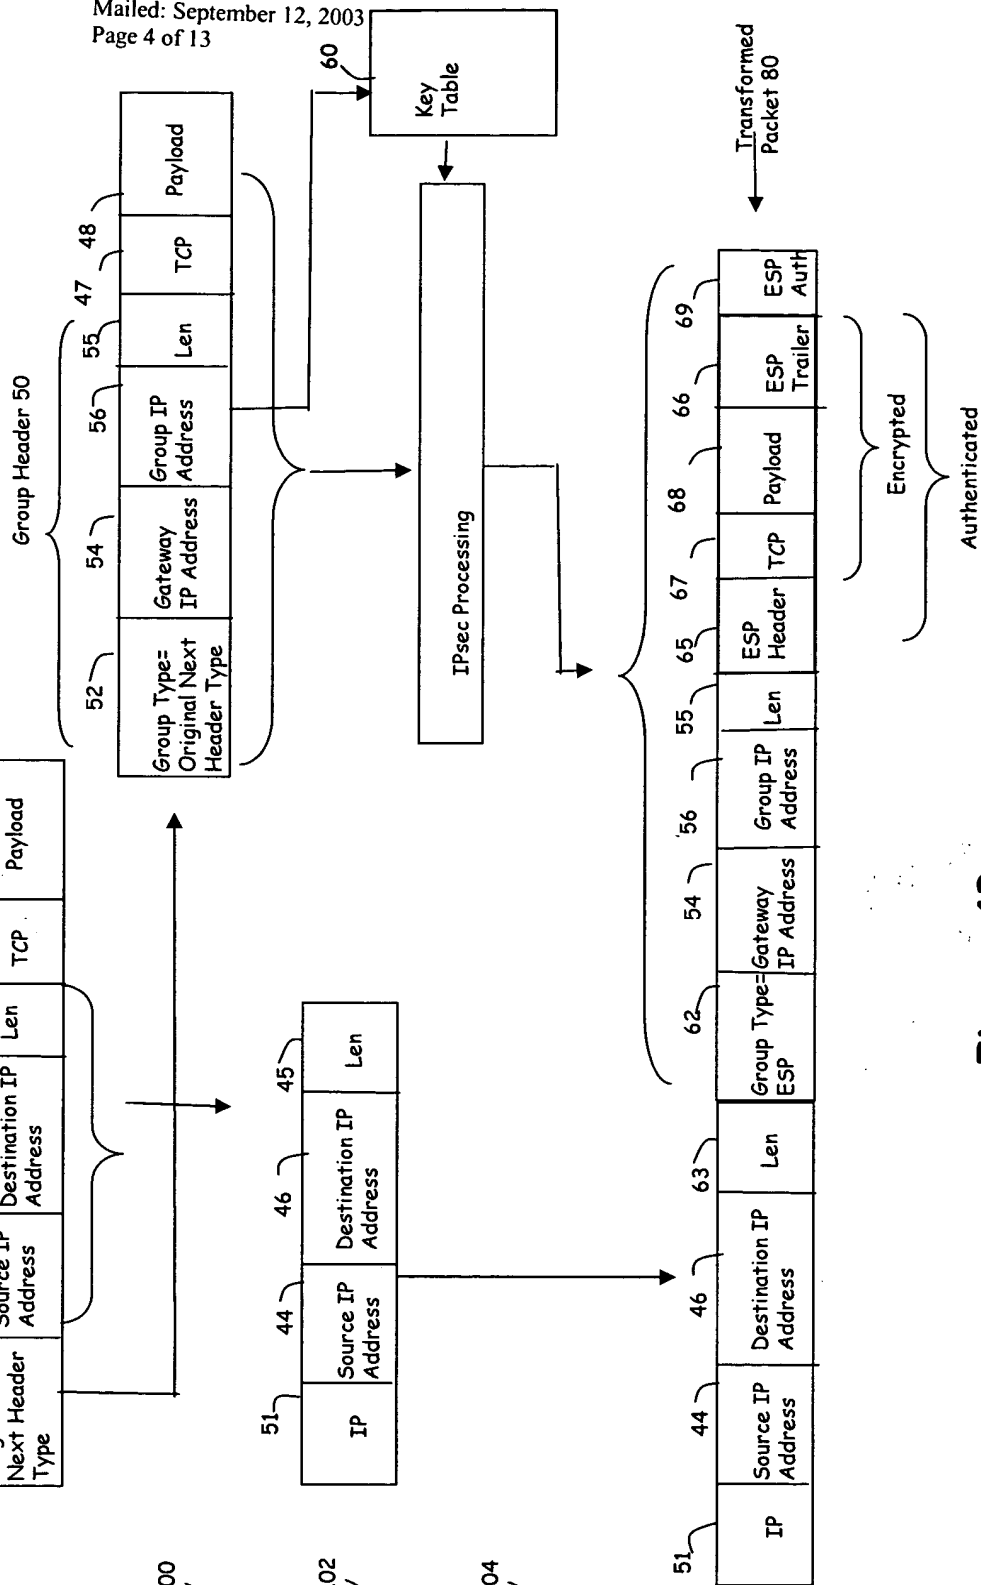 Mailed: September 12, 2003
Page 4 of 13
Next Header
Type
Source IP
Address
Destination IP
Address
Len
TCP
Payload
Group Header 50
52
54
56
55
47
48
Group Type=
Original Next
Header Type
Gateway
IP Address
Group IP
Address
Len
TCP
Payload
60
Key
Table
51
44
46
45
IP
Source IP
Address
Destination IP
Address
Len
IPsec Processing
Transformed
Packet 80
51
44
46
63
62
54
56
55
65
67
68
66
69
IP
Source IP
Address
Destination IP
Address
Len
Group Type=
ESP
Gateway
IP Address
Group IP
Address
Len
ESP
Header
TCP
Payload
ESP
Trailer
ESP
Auth
Encrypted
Authenticated
00
02
04